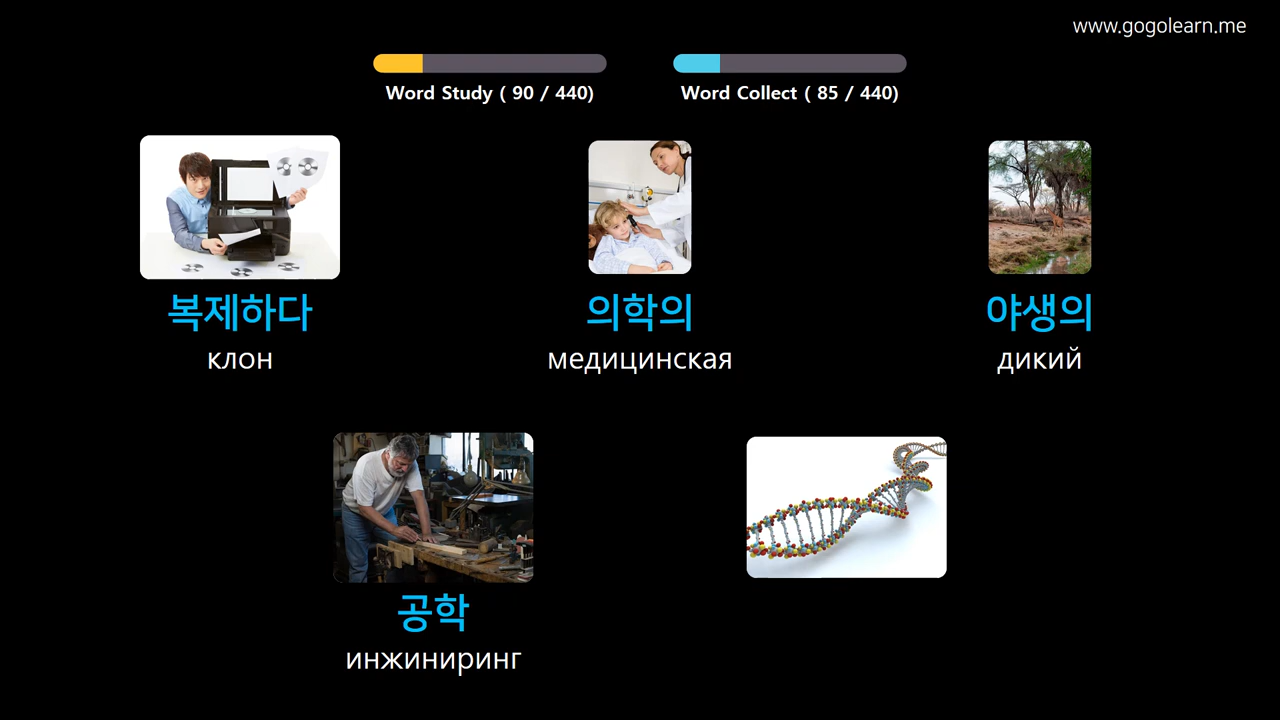 www.gogolearn.me
Word Study ( 90 / 440)
Word Collect ( 85 / 440)
복제하다
клон
의학의
медицинская
야생의
дикий
공학
инжиниринг